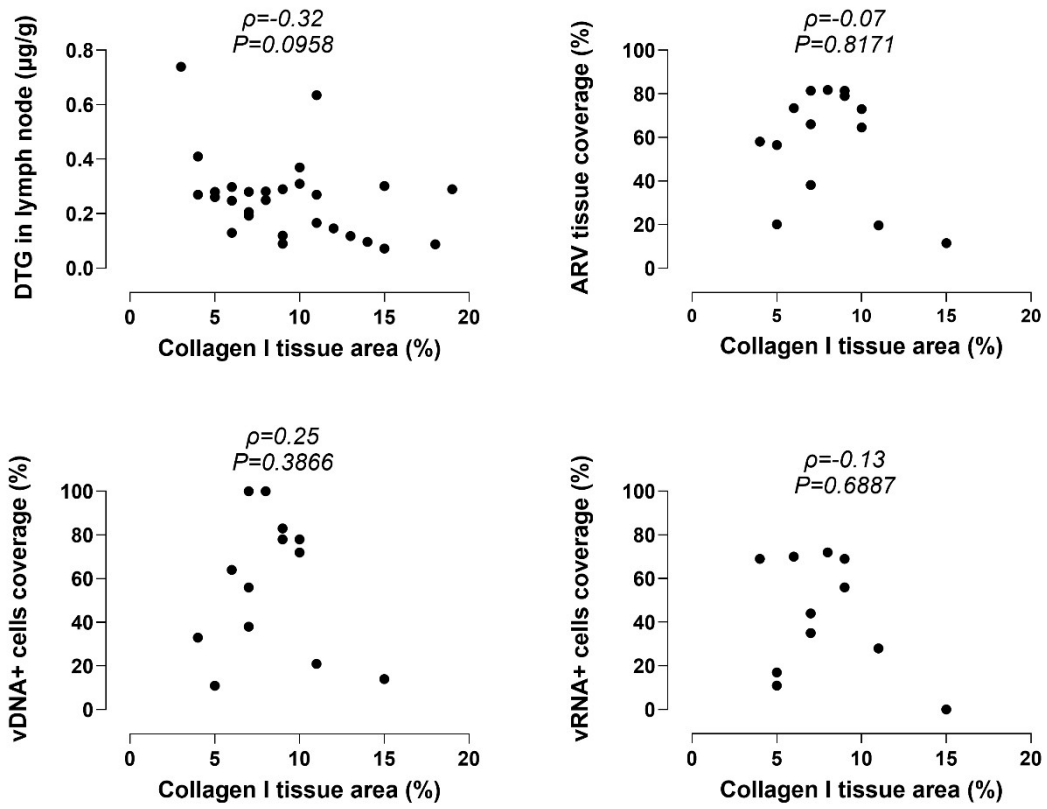 ρ=-0.32
P=0.0958
DTG in lymph node (μg/g)
0.8
0.6
0.4
0.2
0.0
0 5 10 15 20
Collagen I tissue area (%)
ρ=-0.07
P=0.8171
ARV tissue coverage (%)
100
80
60
40
20
0
0 5 10 15 20
Collagen I tissue area (%)
ρ=0.25
P=0.3866
vDNA+ cells coverage (%)
100
80
60
40
20
0
0 5 10 15 20
Collagen I tissue area (%)
ρ=-0.13
P=0.6887
vRNA+ cells coverage (%)
100
80
60
40
20
0
0 5 10 15 20
Collagen I tissue area (%)